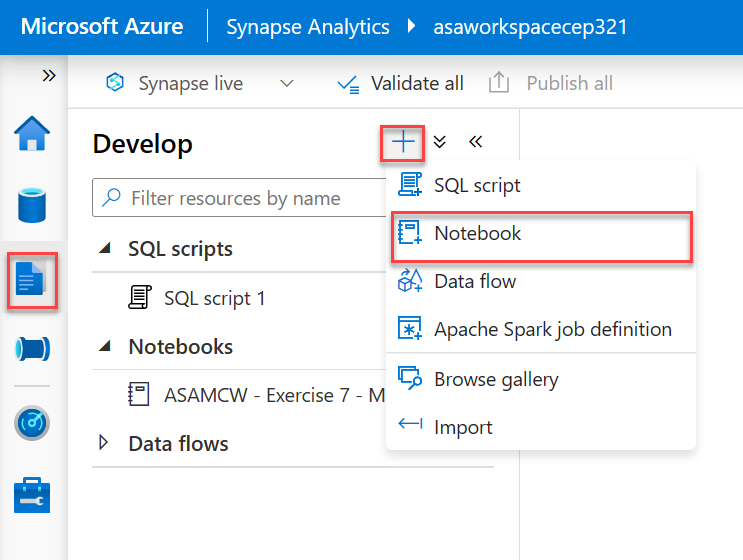 Microsoft Azure Synapse Analytics asaworkspacecep321
Synapse live Validate all Publish all
Develop
Filter resources by name
SQL scripts
SQL script 1
Notebooks
ASAMCW - Exercise 7 - M
Data flows
SQL script
Notebook
Data flow
Apache Spark job definition
Browse gallery
Import